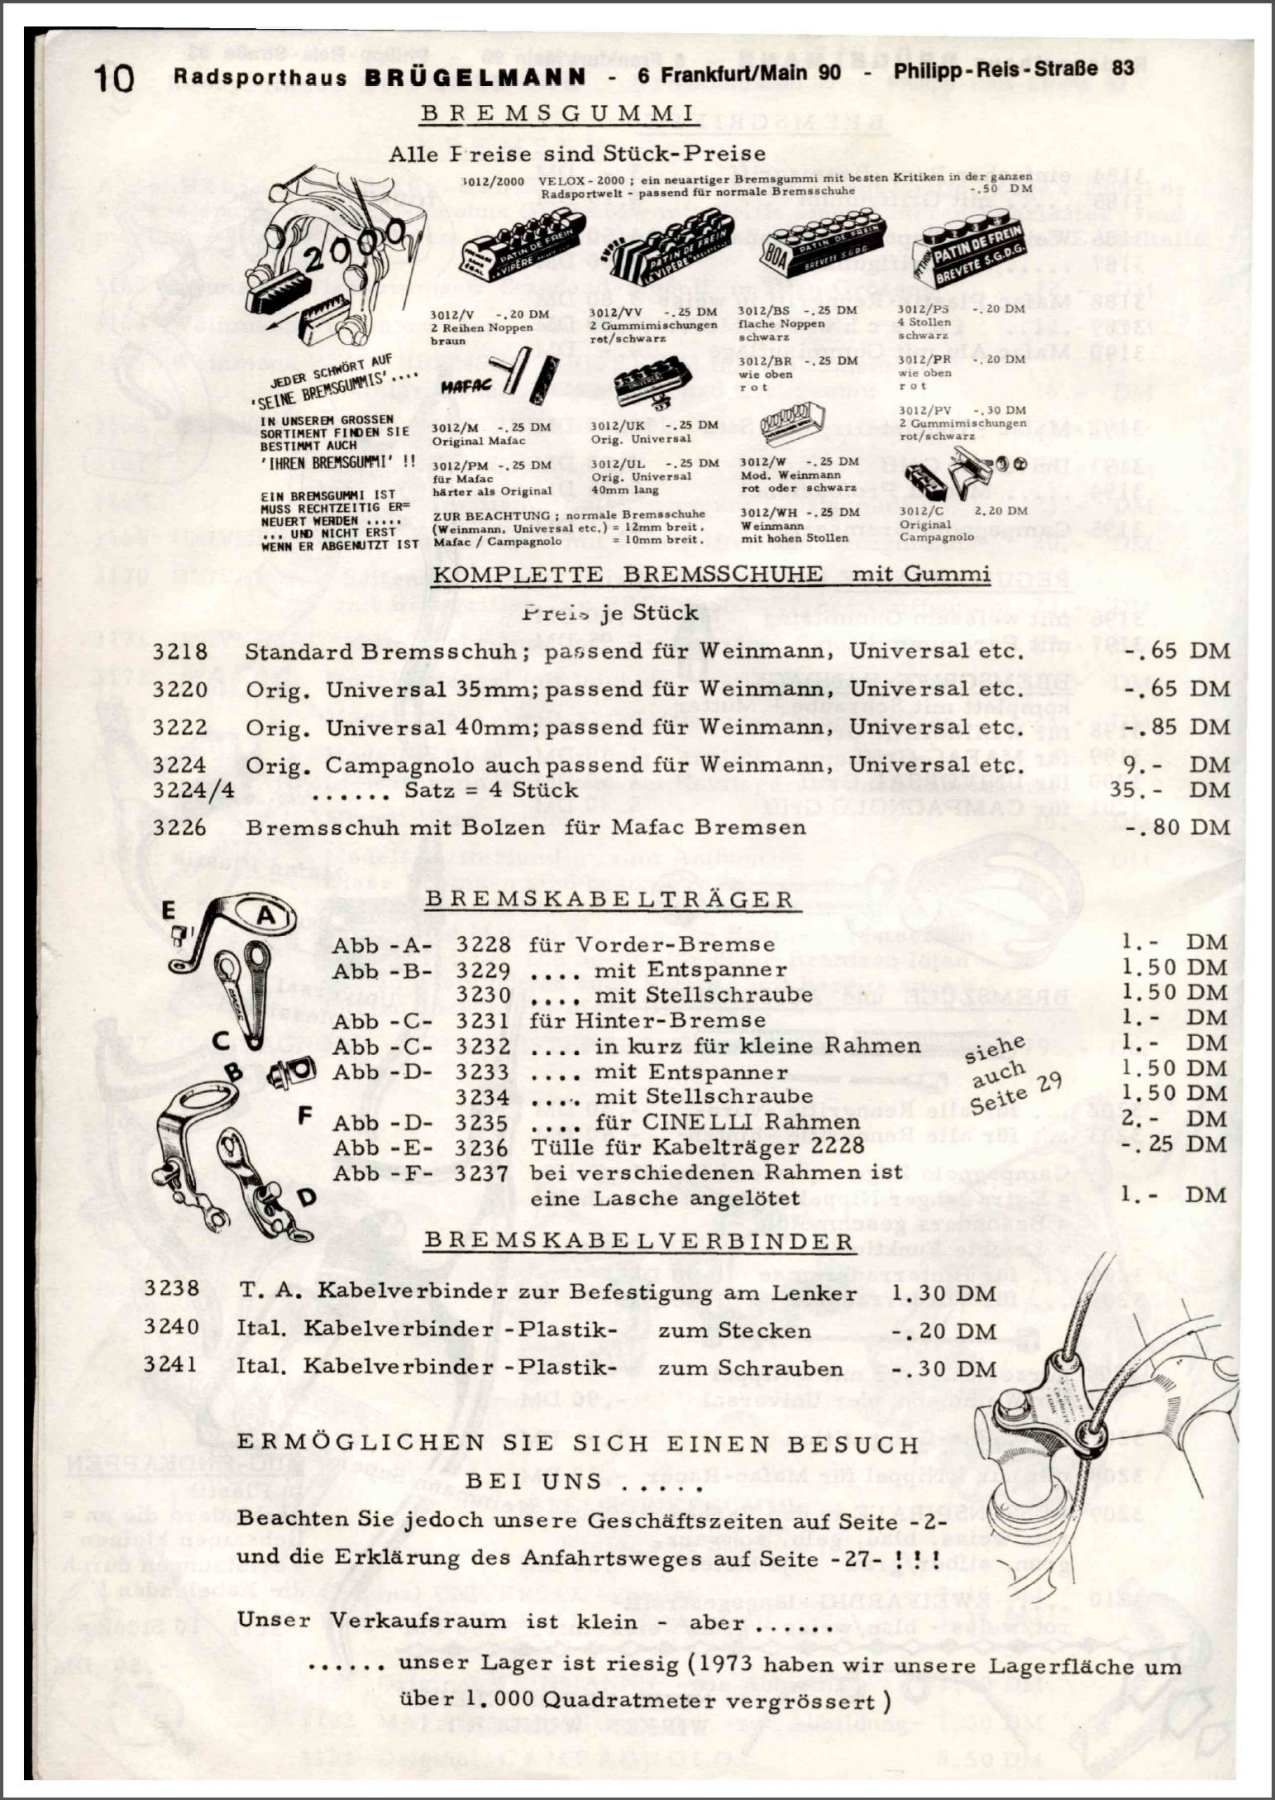 10 Radsporthaus BRÜGELMANN - 6 Frankfurt/Main 90 - Philipp-Reis-Straße 83
BREMSGUMMI
Alle Preise sind Stück-Preise
3012/2000 VELOX-2000 ; ein neuartiger Bremsgummi mit besten Kritiken in der ganzen
Radsportwelt - passend für normale Bremsschuhe -.50 DM
2000
PATIN DE FREIN
VIPERE
PATIN DE FREIN
VIPERE
BOA
PATIN DE FREIN
BREVETE S.G.D.G.
PATIN DE FREIN
BREVETE S.G.D.G.
3012/V -.20 DM
2 Reihen Noppen
braun
3012/VV -.25 DM
2 Gummimischungen
rot/schwarz
3012/BS -.25 DM
flache Noppen
schwarz
3012/PS -.20 DM
4 Stollen
schwarz
3012/BR -.25 DM
wie oben
rot
3012/PR -.20 DM
wie oben
rot
JEDER SCHWÖRT AUF
'SEINE BREMSGUMMIS'....
MAFAC
UNIVERSAL
IN UNSEREM GROSSEN
SORTIMENT FINDEN SIE
BESTIMMT AUCH
'IHREN BREMSGUMMI' !!
3012/M -.25 DM
Original Mafac
3012/UK -.25 DM
Orig. Universal
3012/PV -.30 DM
2 Gummimischungen
rot/schwarz
3012/PM -.25 DM
für Mafac
härter als Original
3012/UL -.25 DM
Orig. Universal
40mm lang
3012/W -.25 DM
Mod. Weinmann
rot oder schwarz
EIN BREMSGUMMI IST
MUSS RECHTZEITIG ER=
NEUERT WERDEN .....
... UND NICHT ERST
WENN ER ABGENUTZT IST
ZUR BEACHTUNG ; normale Bremsschuhe
(Weinmann, Universal etc.) = 12mm breit.
Mafac / Campagnolo = 10mm breit.
3012/WH -.25 DM
Weinmann
mit hohen Stollen
3012/C 2.20 DM
Original
Campagnolo
KOMPLETTE BREMSSCHUHE mit Gummi
Preis je Stück
3218 Standard Bremsschuh; passend für Weinmann, Universal etc. -.65 DM
3220 Orig. Universal 35mm; passend für Weinmann, Universal etc. -.65 DM
3222 Orig. Universal 40mm; passend für Weinmann, Universal etc. -.85 DM
3224 Orig. Campagnolo auch passend für Weinmann, Universal etc. 9.- DM
3224/4 ...... Satz = 4 Stück 35.- DM
3226 Bremsschuh mit Bolzen für Mafac Bremsen -.80 DM
BREMSKABELTRÄGER
E
A
C
B
F
D
Abb -A- 3228 für Vorder-Bremse 1.- DM
Abb -B- 3229 .... mit Entspanner 1.50 DM
3230 .... mit Stellschraube 1.50 DM
Abb -C- 3231 für Hinter-Bremse 1.- DM
Abb -C- 3232 .... in kurz für kleine Rahmen 1.- DM
Abb -D- 3233 .... mit Entspanner 1.50 DM
3234 .... mit Stellschraube 1.50 DM
Abb -D- 3235 .... für CINELLI Rahmen 2.- DM
Abb -E- 3236 Tülle für Kabelträger 2228 -.25 DM
Abb -F- 3237 bei verschiedenen Rahmen ist
eine Lasche angelötet 1.- DM
siehe
auch
Seite 29
BREMSKABELVERBINDER
3238 T. A. Kabelverbinder zur Befestigung am Lenker 1.30 DM
3240 Ital. Kabelverbinder -Plastik- zum Stecken -.20 DM
3241 Ital. Kabelverbinder -Plastik- zum Schrauben -.30 DM
ERMÖGLICHEN SIE SICH EINEN BESUCH
BEI UNS .....
Beachten Sie jedoch unsere Geschäftszeiten auf Seite -2-
und die Erklärung des Anfahrtsweges auf Seite -27- ! ! !
Unser Verkaufsraum ist klein - aber ......
...... unser Lager ist riesig (1973 haben wir unsere Lagerfläche um
über 1.000 Quadratmeter vergrössert )